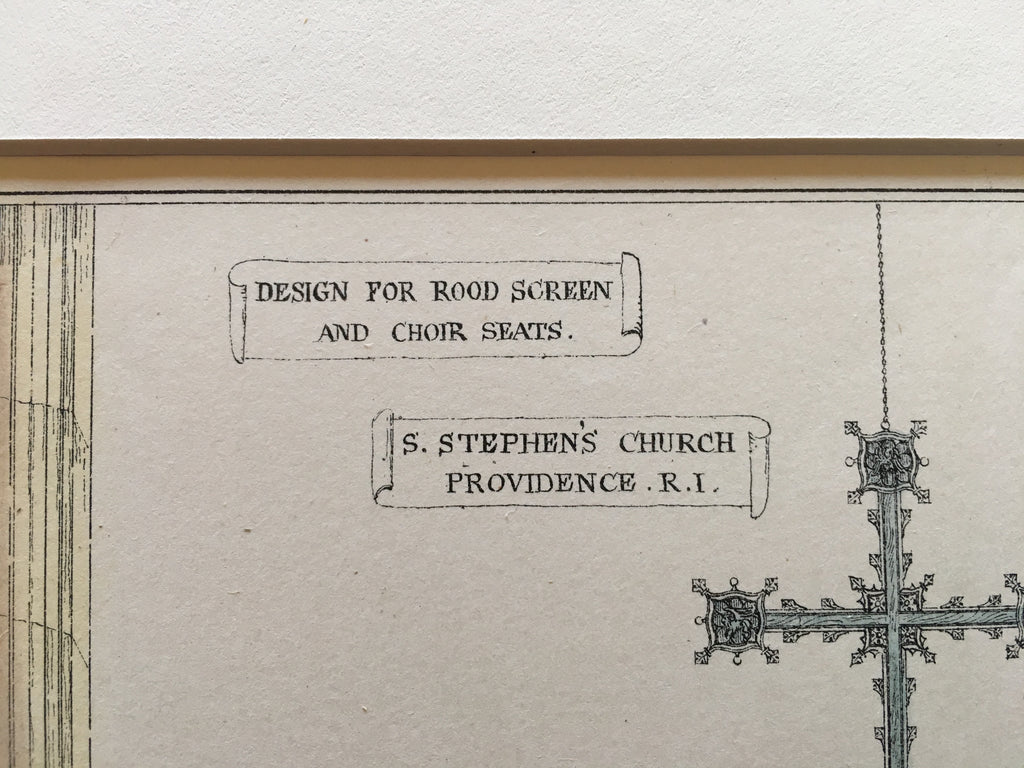 DESIGN FOR ROOD SCREEN
AND CHOIR SEATS.
S. STEPHEN'S CHURCH
PROVIDENCE . R.I.